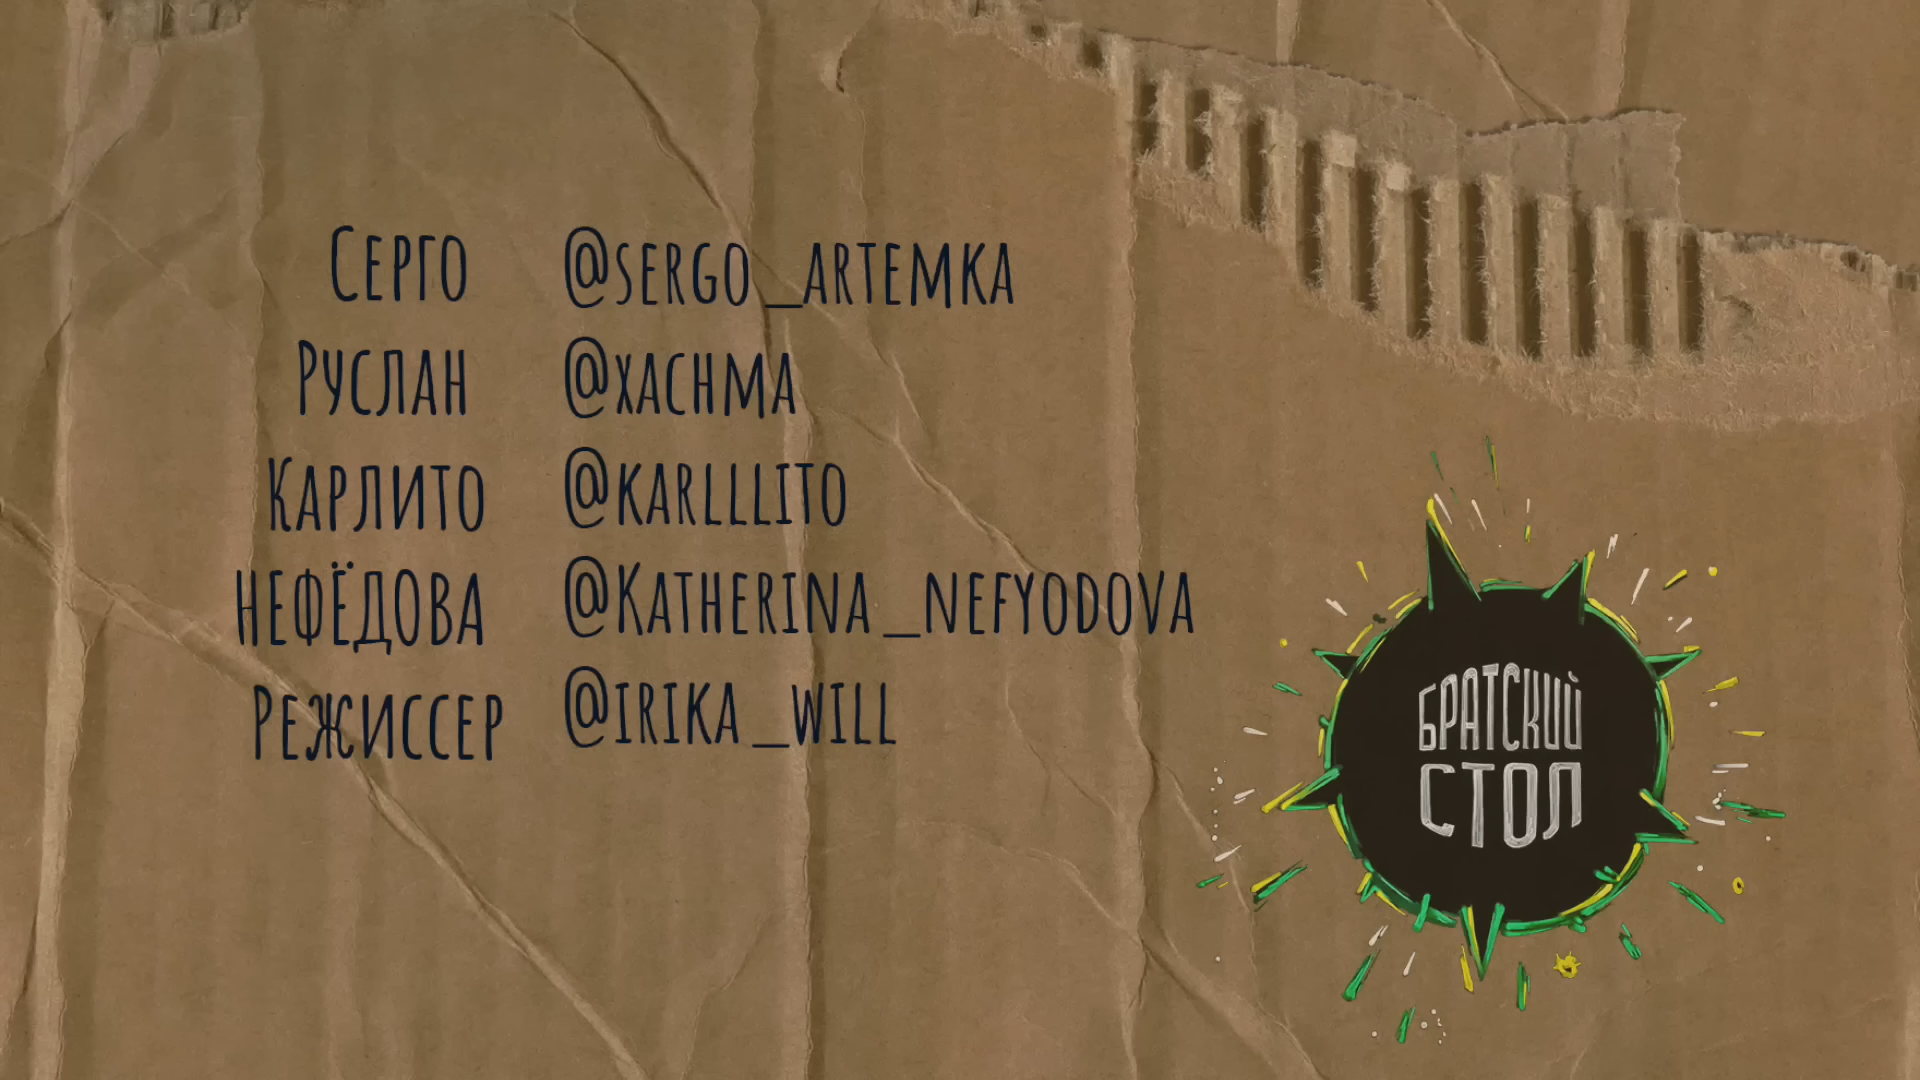 Серго @sergo_artemka
Руслан @xachma
Карлито @karlllito
НЕФЁДОВА @Katherina_nefyodova
Режиссер @irika_will
БРАТСКИЙ
СТОЛ